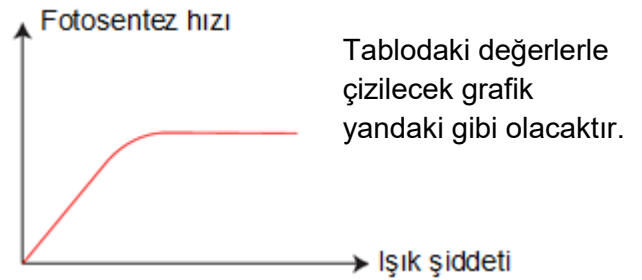 Fotosentez hızı
Tablodaki değerlerle
çizilecek grafik
yandaki gibi olacaktır.
Işık şiddeti